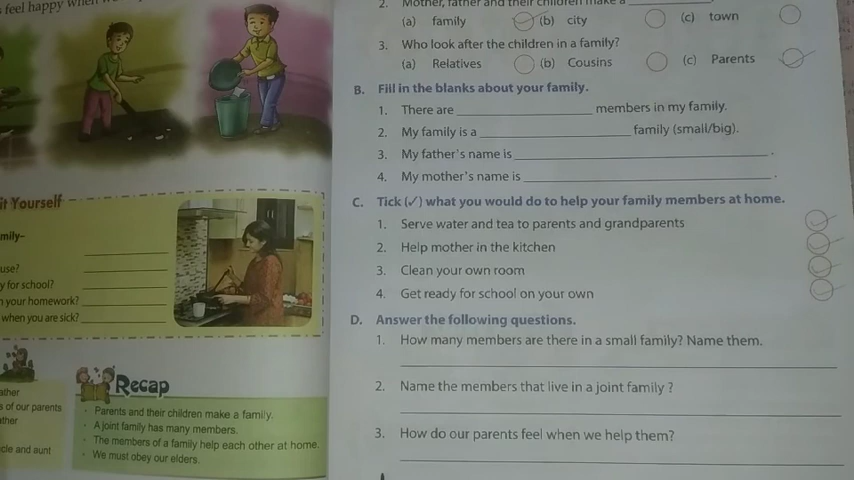 feel happy when
it Yourself
mily–
use?
y for school?
your homework?
when you are sick?
ather
s of our parents
ather
cle and aunt
Recap
• Parents and their children make a family.
• A joint family has many members.
• The members of a family help each other at home.
• We must obey our elders.
2. Mother, father and their children make a
(a) family (b) city (c) town
3. Who look after the children in a family?
(a) Relatives (b) Cousins (c) Parents
B. Fill in the blanks about your family.
1. There are ____________ members in my family.
2. My family is a ____________ family (small/big).
3. My father's name is ____________.
4. My mother's name is ____________.
C. Tick (✓) what you would do to help your family members at home.
1. Serve water and tea to parents and grandparents
2. Help mother in the kitchen
3. Clean your own room
4. Get ready for school on your own
D. Answer the following questions.
1. How many members are there in a small family? Name them.
2. Name the members that live in a joint family ?
3. How do our parents feel when we help them?